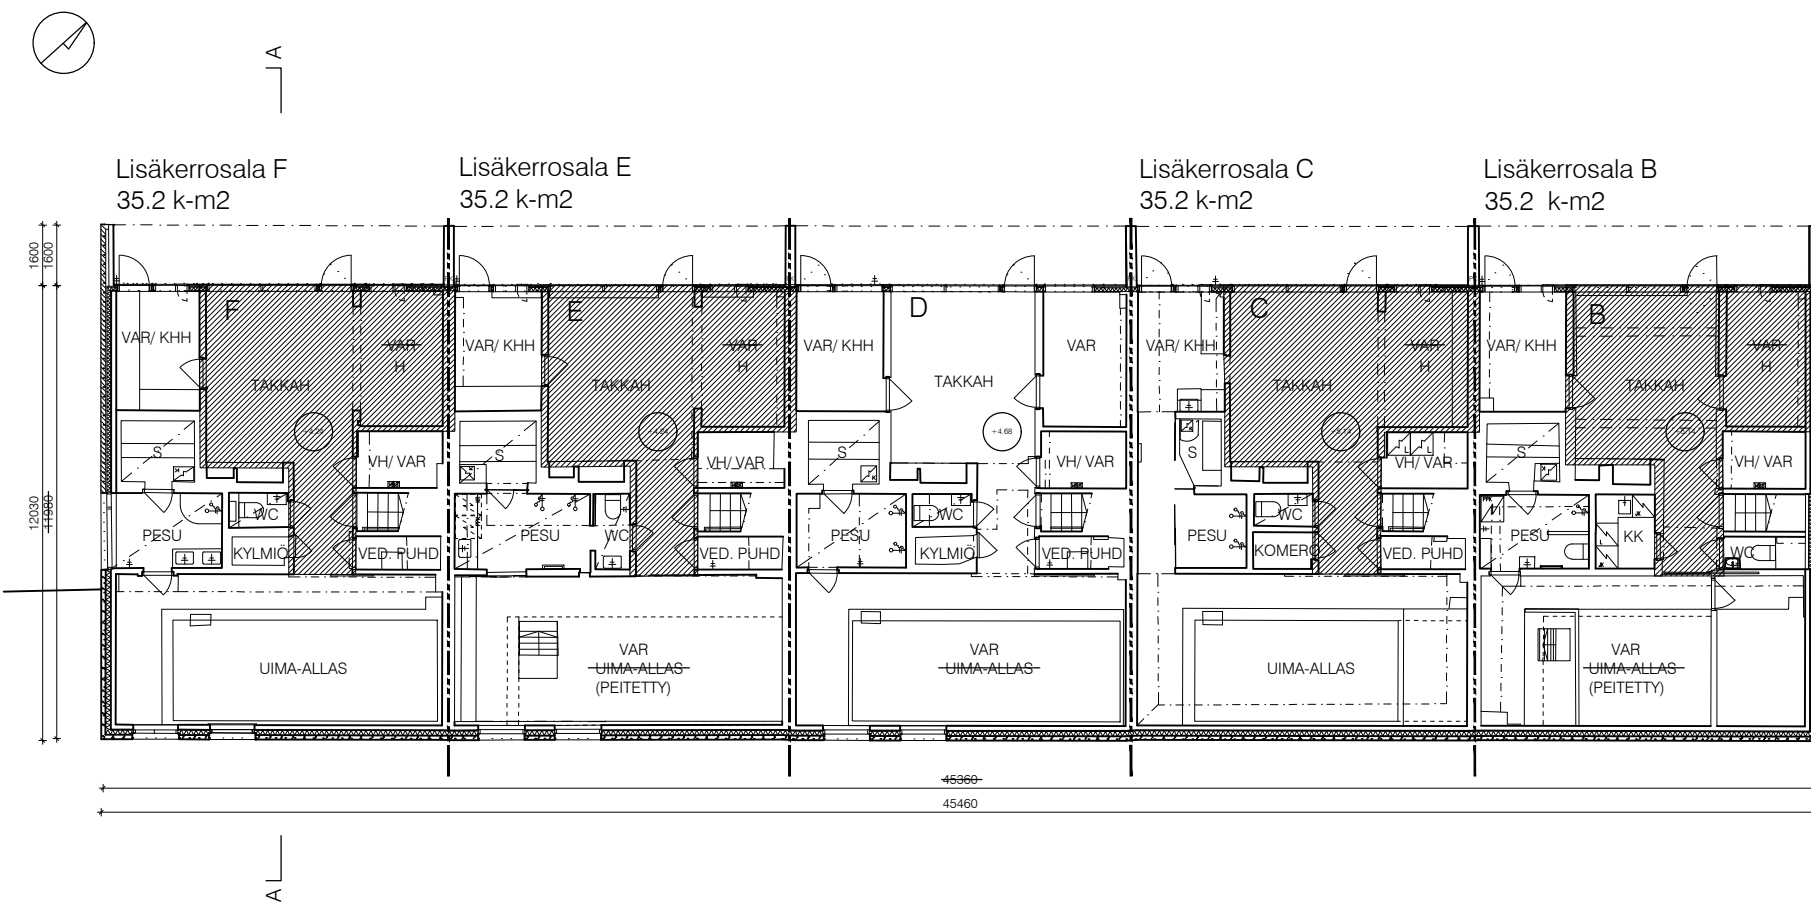 A
Lisäkerrosala F
35.2 k-m2
Lisäkerrosala E
35.2 k-m2
Lisäkerrosala C
35.2 k-m2
Lisäkerrosala B
35.2 k-m2
1600
1600
12030
11980
F
VAR/ KHH
VAR
H
TAKKAH
S
VH/ VAR
WC
PESU
KYLMIÖ
VED. PUHD
UIMA-ALLAS
E
VAR/ KHH
VAR
H
TAKKAH
S
VH/ VAR
PESU
WC
VED. PUHD
VAR
UIMA-ALLAS
(PEITETTY)
D
VAR/ KHH
VAR
TAKKAH
+4.68
S
VH/ VAR
WC
PESU
KYLMIÖ
VED. PUHD
VAR
UIMA-ALLAS
C
VAR/ KHH
VAR
H
TAKKAH
S
VH/ VAR
WC
PESU
KOMERO
VED. PUHD
UIMA-ALLAS
B
VAR/ KHH
VAR
H
TAKKAH
S
VH/ VAR
PESU
KK
WC
VAR
UIMA-ALLAS
(PEITETTY)
45360
45460
A